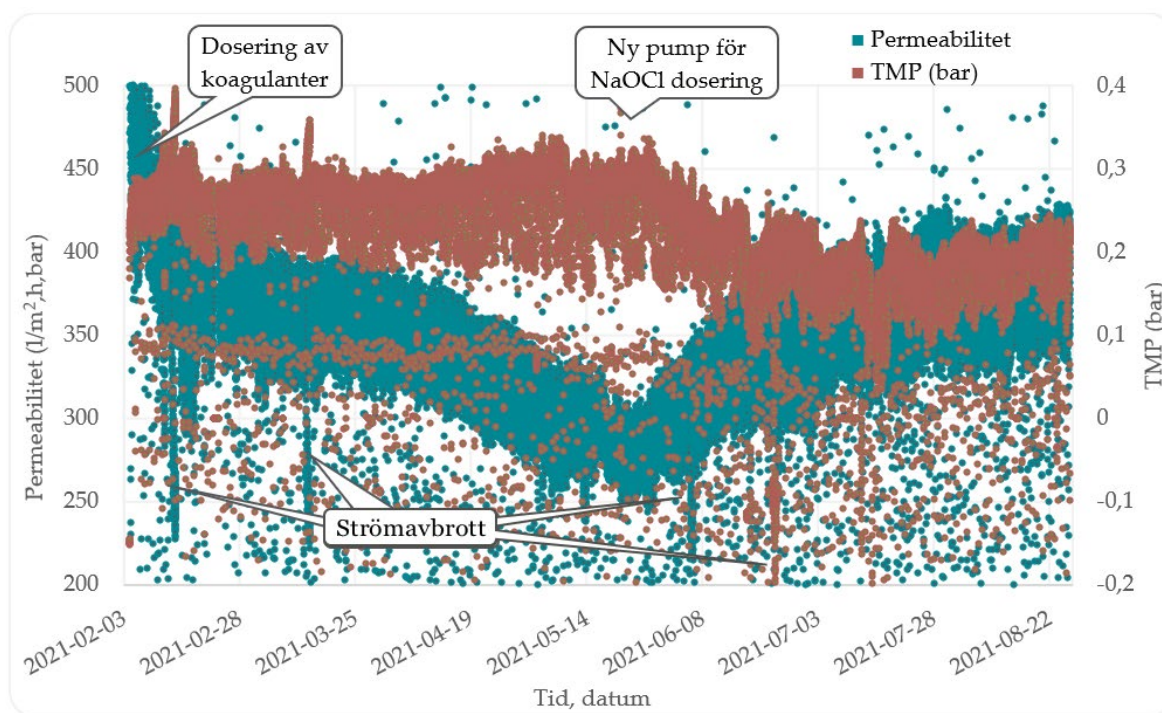 Dosering av
koagulanter
Ny pump för
NaOCl dosering
Permeabilitet
TMP (bar)
500
450
400
350
300
250
200
Permeabilitet (l/m²,h,bar)
0,4
0,3
0,2
0,1
0
-0,1
-0,2
TMP (bar)
Strömavbrott
2021-02-03
2021-02-28
2021-03-25
2021-04-19
2021-05-14
2021-06-08
2021-07-03
2021-07-28
2021-08-22
Tid, datum